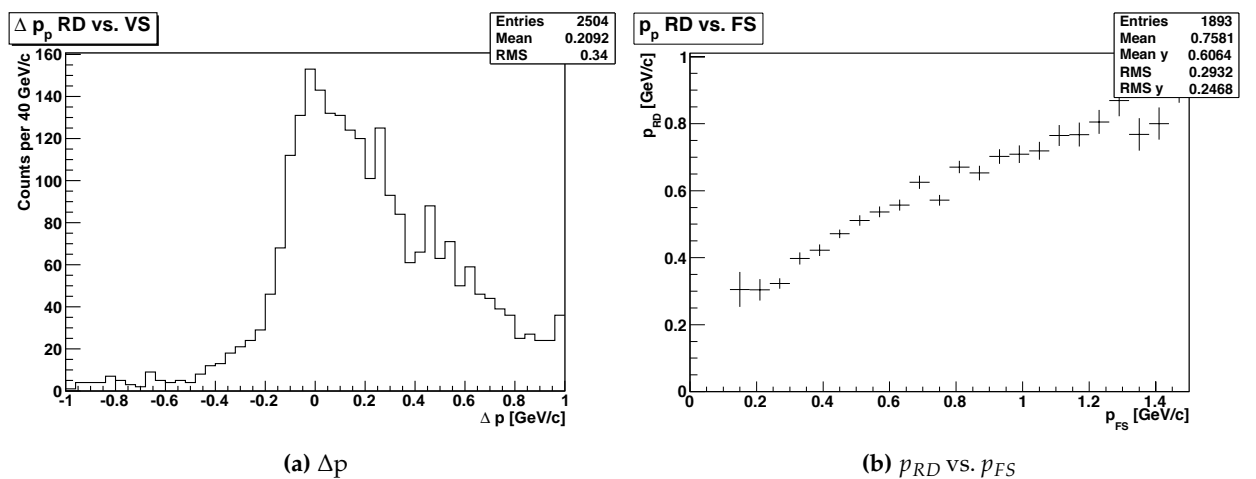 Δ p_p RD vs. VS
Entries 2504
Mean 0.2092
RMS 0.34
Counts per 40 GeV/c
160
140
120
100
80
60
40
20
0
-1 -0.8 -0.6 -0.4 -0.2 0 0.2 0.4 0.6 0.8 1
Δ p [GeV/c]
(a) Δp
p_p RD vs. FS
Entries 1893
Mean 0.7581
Mean y 0.6064
RMS 0.2932
RMS y 0.2468
p_RD [GeV/c]
1
0.8
0.6
0.4
0.2
0
0 0.2 0.4 0.6 0.8 1 1.2 1.4
p_FS [GeV/c]
(b) p_RD vs. p_FS